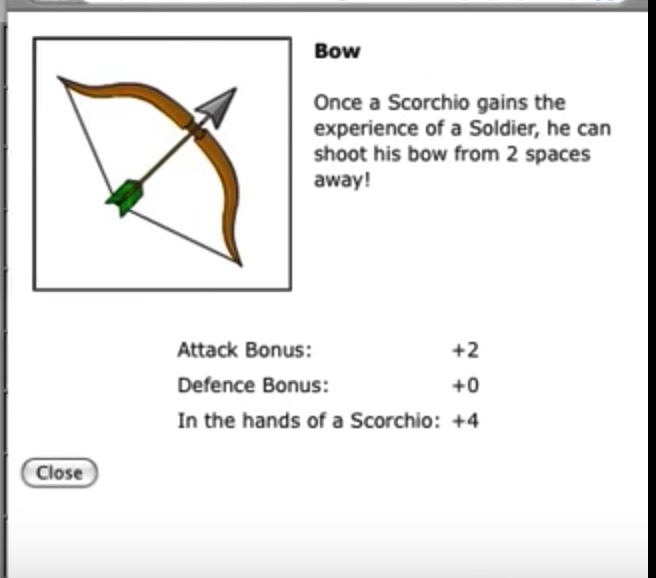 Bow
Once a Scorchio gains the
experience of a Soldier, he can
shoot his bow from 2 spaces
away!
Attack Bonus: +2
Defence Bonus: +0
In the hands of a Scorchio: +4
Close